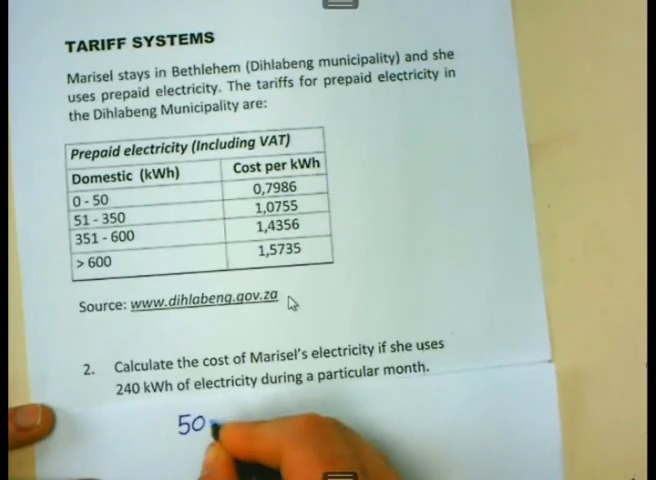 TARIFF SYSTEMS
Marisel stays in Bethlehem (Dihlabeng municipality) and she
uses prepaid electricity. The tariffs for prepaid electricity in
the Dihlabeng Municipality are:
Prepaid electricity (Including VAT)
Domestic (kWh) Cost per kWh
0 - 50 0,7986
51 - 350 1,0755
351 - 600 1,4356
> 600 1,5735
Source: www.dihlabeng.gov.za
2. Calculate the cost of Marisel's electricity if she uses
240 kWh of electricity during a particular month.
50